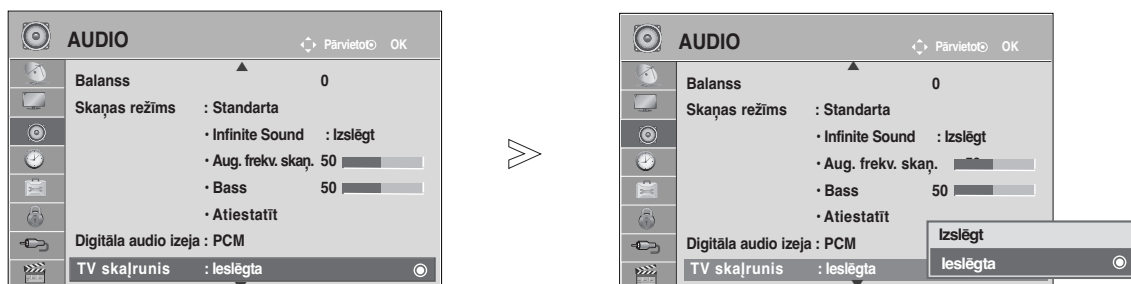 AUDIO Pārvietot OK
Balanss 0
Skaņas režīms : Standarta
• Infinite Sound : Izslēgt
• Aug. frekv. skaņ. 50
• Bass 50
• Atiestatīt
Digitāla audio izeja : PCM
TV skaļrunis : Ieslēgta
AUDIO Pārvietot OK
Balanss 0
Skaņas režīms : Standarta
• Infinite Sound : Izslēgt
• Aug. frekv. skaņ.
• Bass 50
• Atiestatīt
Digitāla audio izeja : PCM
TV skaļrunis : Ieslēgta
Izslēgt
Ieslēgta